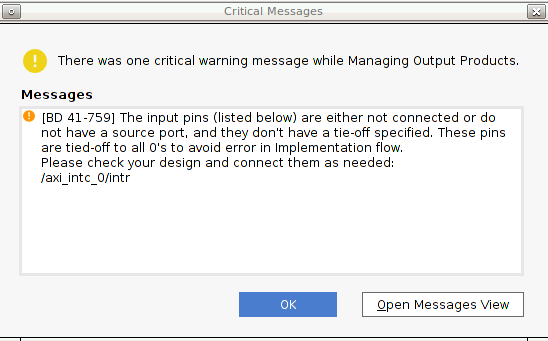 Critical Messages
There was one critical warning message while Managing Output Products.
Messages
[BD 41-759] The input pins (listed below) are either not connected or do
not have a source port, and they don't have a tie-off specified. These pins
are tied-off to all 0's to avoid error in Implementation flow.
Please check your design and connect them as needed:
/axi_intc_0/intr
OK
Open Messages View